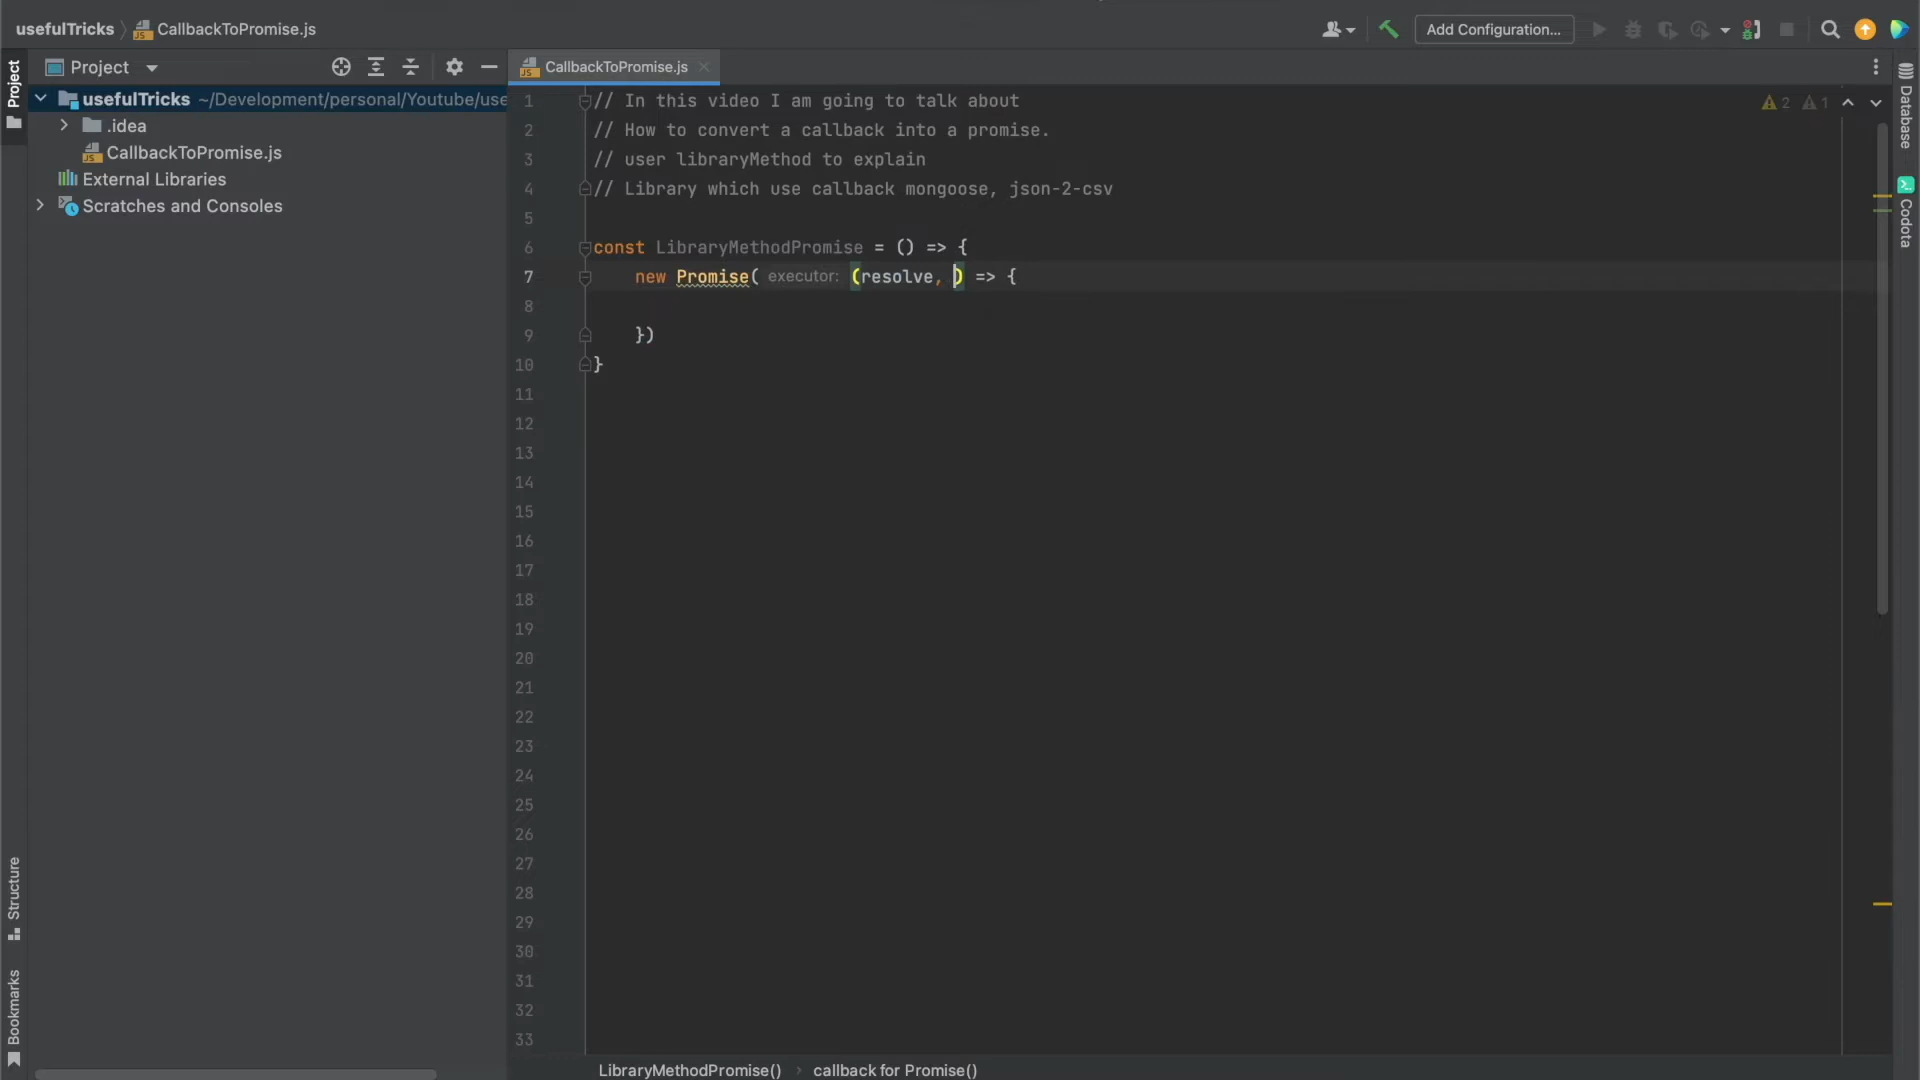 usefulTricks
CallbackToPromise.js
Add Configuration...
Project
CallbackToPromise.js
Project
usefulTricks ~/Development/personal/Youtube/use
.idea
CallbackToPromise.js
External Libraries
Scratches and Consoles
Structure
Bookmarks
1 // In this video I am going to talk about
2 // How to convert a callback into a promise.
3 // user libraryMethod to explain
4 // Library which use callback mongoose, json-2-csv
5
6 const LibraryMethodPromise = () => {
7 new Promise( executor: (resolve, ) => {
8
9 })
10 }
11
12
13
14
15
16
17
18
19
20
21
22
23
24
25
26
27
28
29
30
31
32
33
2 1
Database
Codota
LibraryMethodPromise() › callback for Promise()